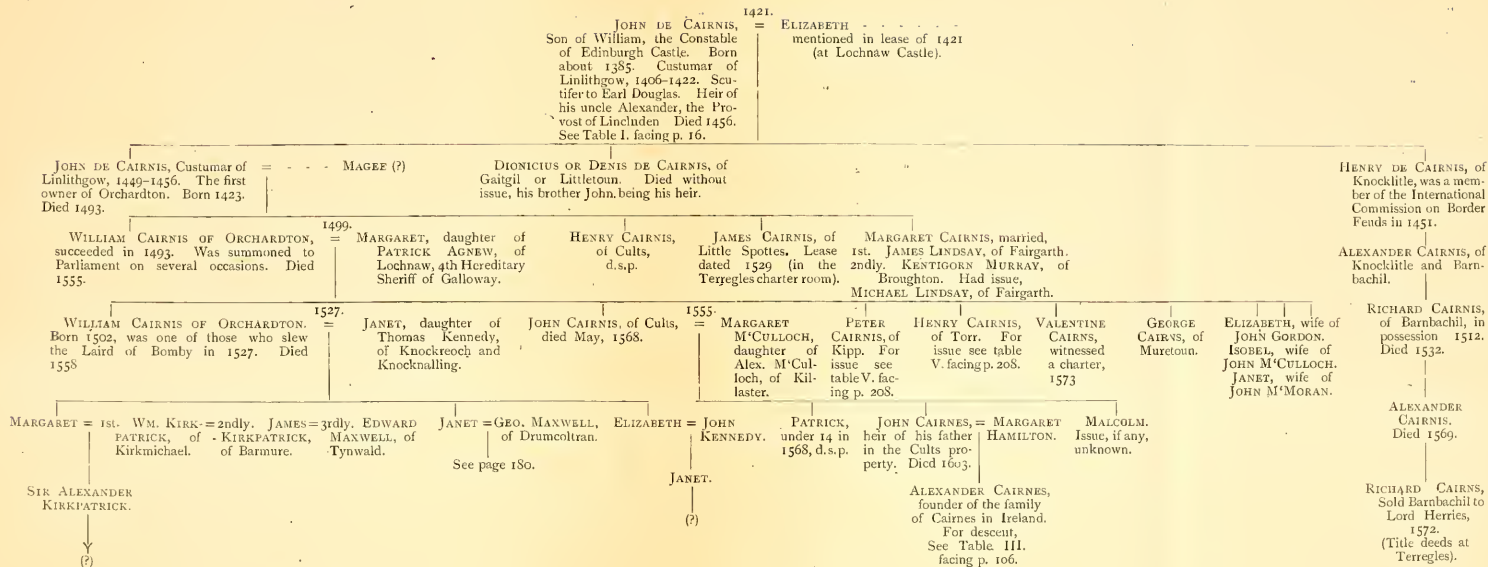 1421.
JOHN DE CAIRNIS, = ELIZABETH - - - - - -
Son of William, the Constable
of Edinburgh Castle. Born
about 1385. Custumar of
Linlithgow, 1406-1422. Scu-
tifer to Earl Douglas. Heir of
his uncle Alexander, the Pro-
vost of Lincluden Died 1456.
See Table I. facing p. 16.
mentioned in lease of 1421
(at Lochnaw Castle).
JOHN DE CAIRNIS, Custumar of = - - - MAGEE (?)
Linlithgow, 1449-1456. The first
owner of Orchardton. Born 1423.
Died 1493.
DIONICIUS OR DENIS DE CAIRNIS, of
Gaitgil or Littletoun. Died without
issue, his brother John being his heir.
HENRY DE CAIRNIS, of
Knocklitle, was a mem-
ber of the International
Commission on Border
Feuds in 1451.
1499.
WILLIAM CAIRNIS OF ORCHARDTON, =
succeeded in 1493. Was summoned to
Parliament on several occasions. Died
1555.
MARGARET, daughter of
PATRICK AGNEW, of
Lochnaw, 4th Hereditary
Sheriff of Galloway.
HENRY CAIRNIS,
of Cults,
d.s.p.
JAMES CAIRNIS, of
Little Spottes. Lease
dated 1529 (in the
Terregles charter room).
MARGARET CAIRNIS, married,
1st. JAMES LINDSAY, of Fairgarth.
2ndly. KENTIGORN MURRAY, of
Broughton. Had issue,
MICHAEL LINDSAY, of Fairgarth.
ALEXANDER CAIRNIS, of
Knocklitle and Barn-
bachil.
1527.
WILLIAM CAIRNIS OF ORCHARDTON. =
Born 1502, was one of those who slew
the Laird of Bomby in 1527. Died
1558
JANET, daughter of
Thomas Kennedy,
of Knockreoch and
Knocknalling.
1555.
JOHN CAIRNIS, of Cults, =
died May, 1568.
MARGARET
M'CULLOCH,
daughter of
Alex. M'Cul-
loch, of Kil-
laster.
PETER
CAIRNIS, of
Kipp. For
issue see
table V. fac-
ing p. 208.
HENRY CAIRNIS,
of Torr. For
issue see table
V. facing p. 208.
VALENTINE
CAIRNS,
witnessed
a charter,
1573
GEORGE
CAIRNS, of
Muretoun.
ELIZABETH, wife of
JOHN GORDON.
ISOBEL, wife of
JOHN M'CULLOCH.
JANET, wife of
JOHN M'MORAN.
RICHARD CAIRNIS,
of Barnbachil, in
possession 1512.
Died 1532.
MARGARET = 1st. WM. KIRK- = 2ndly. JAMES = 3rdly. EDWARD
PATRICK, of - KIRKPATRICK, MAXWELL, of
Kirkmichael. of Barmure. Tynwald.
JANET = GEO. MAXWELL,
of Drumcoltran.
See page 180.
ELIZABETH = JOHN
KENNEDY.
PATRICK,
under 14 in
1568, d.s.p.
JOHN CAIRNES, = MARGARET
heir of his father HAMILTON.
in the Cults pro-
perty. Died 1603.
MALCOLM.
Issue, if any,
unknown.
ALEXANDER
CAIRNIS.
Died 1569.
SIR ALEXANDER
KIRKPATRICK.
(?)
JANET.
(?)
ALEXANDER CAIRNES,
founder of the family
of Cairnes in Ireland.
For descent,
See Table III.
facing p. 106.
RICHARD CAIRNS,
Sold Barnbachil to
Lord Herries,
1572.
(Title deeds at
Terregles).